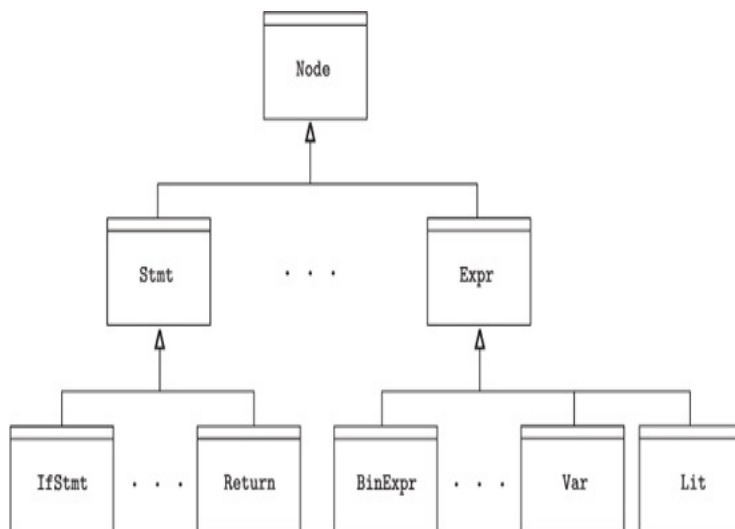 Node
Stmt . . . Expr
IfStmt . . . Return BinExpr . . . Var Lit